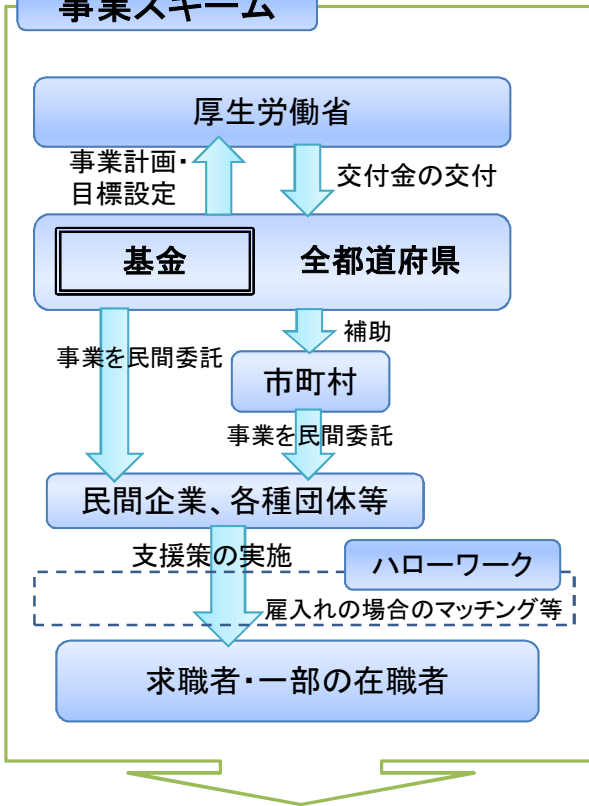 事業スキーム
厚生労働省
事業計画・
目標設定
交付金の交付
基金
全都道府県
補助
事業を民間委託
市町村
事業を民間委託
民間企業、各種団体等
支援策の実施
ハローワーク
雇入れの場合のマッチング等
求職者・一部の在職者